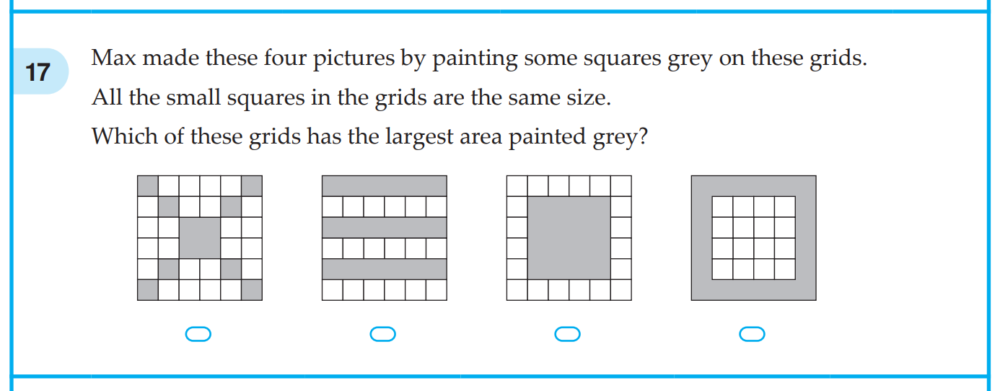 17
Max made these four pictures by painting some squares grey on these grids.
All the small squares in the grids are the same size.
Which of these grids has the largest area painted grey?